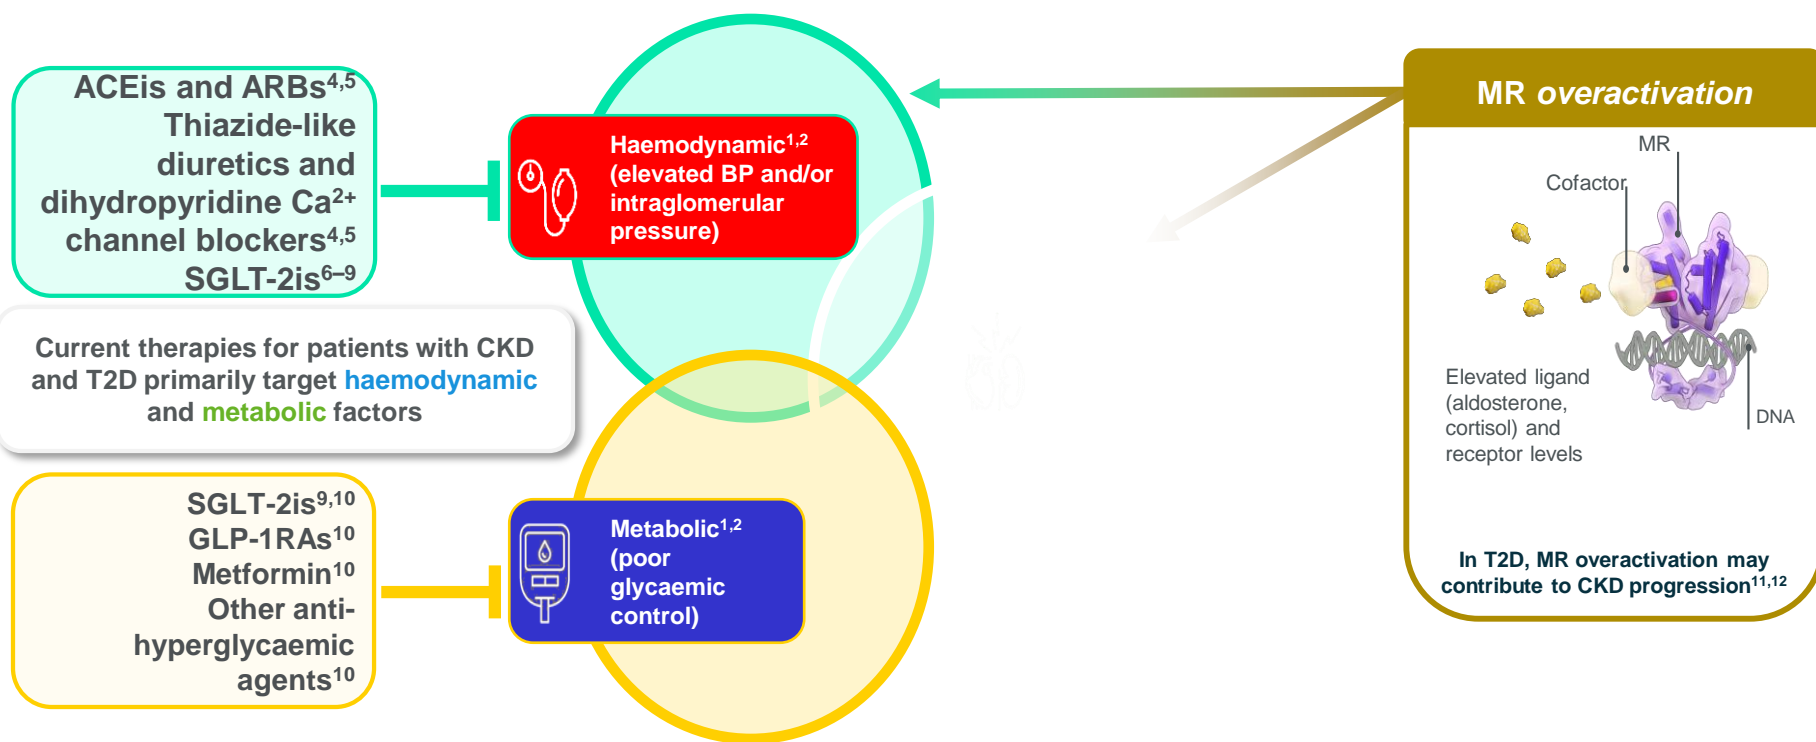 ACEis and ARBs4,5
Thiazide-like
diuretics and
dihydropyridine Ca2+
channel blockers4,5
SGLT-2is6–9
Haemodynamic1,2
(elevated BP and/or
intraglomerular
pressure)
Current therapies for patients with CKD
and T2D primarily target haemodynamic
and metabolic factors
SGLT-2is9,10
GLP-1RAs10
Metformin10
Other anti-
hyperglycaemic
agents10
Metabolic1,2
(poor
glycaemic
control)
MR overactivation
MR
Cofactor
Elevated ligand
(aldosterone,
cortisol) and
receptor levels
DNA
In T2D, MR overactivation may
contribute to CKD progression11,12